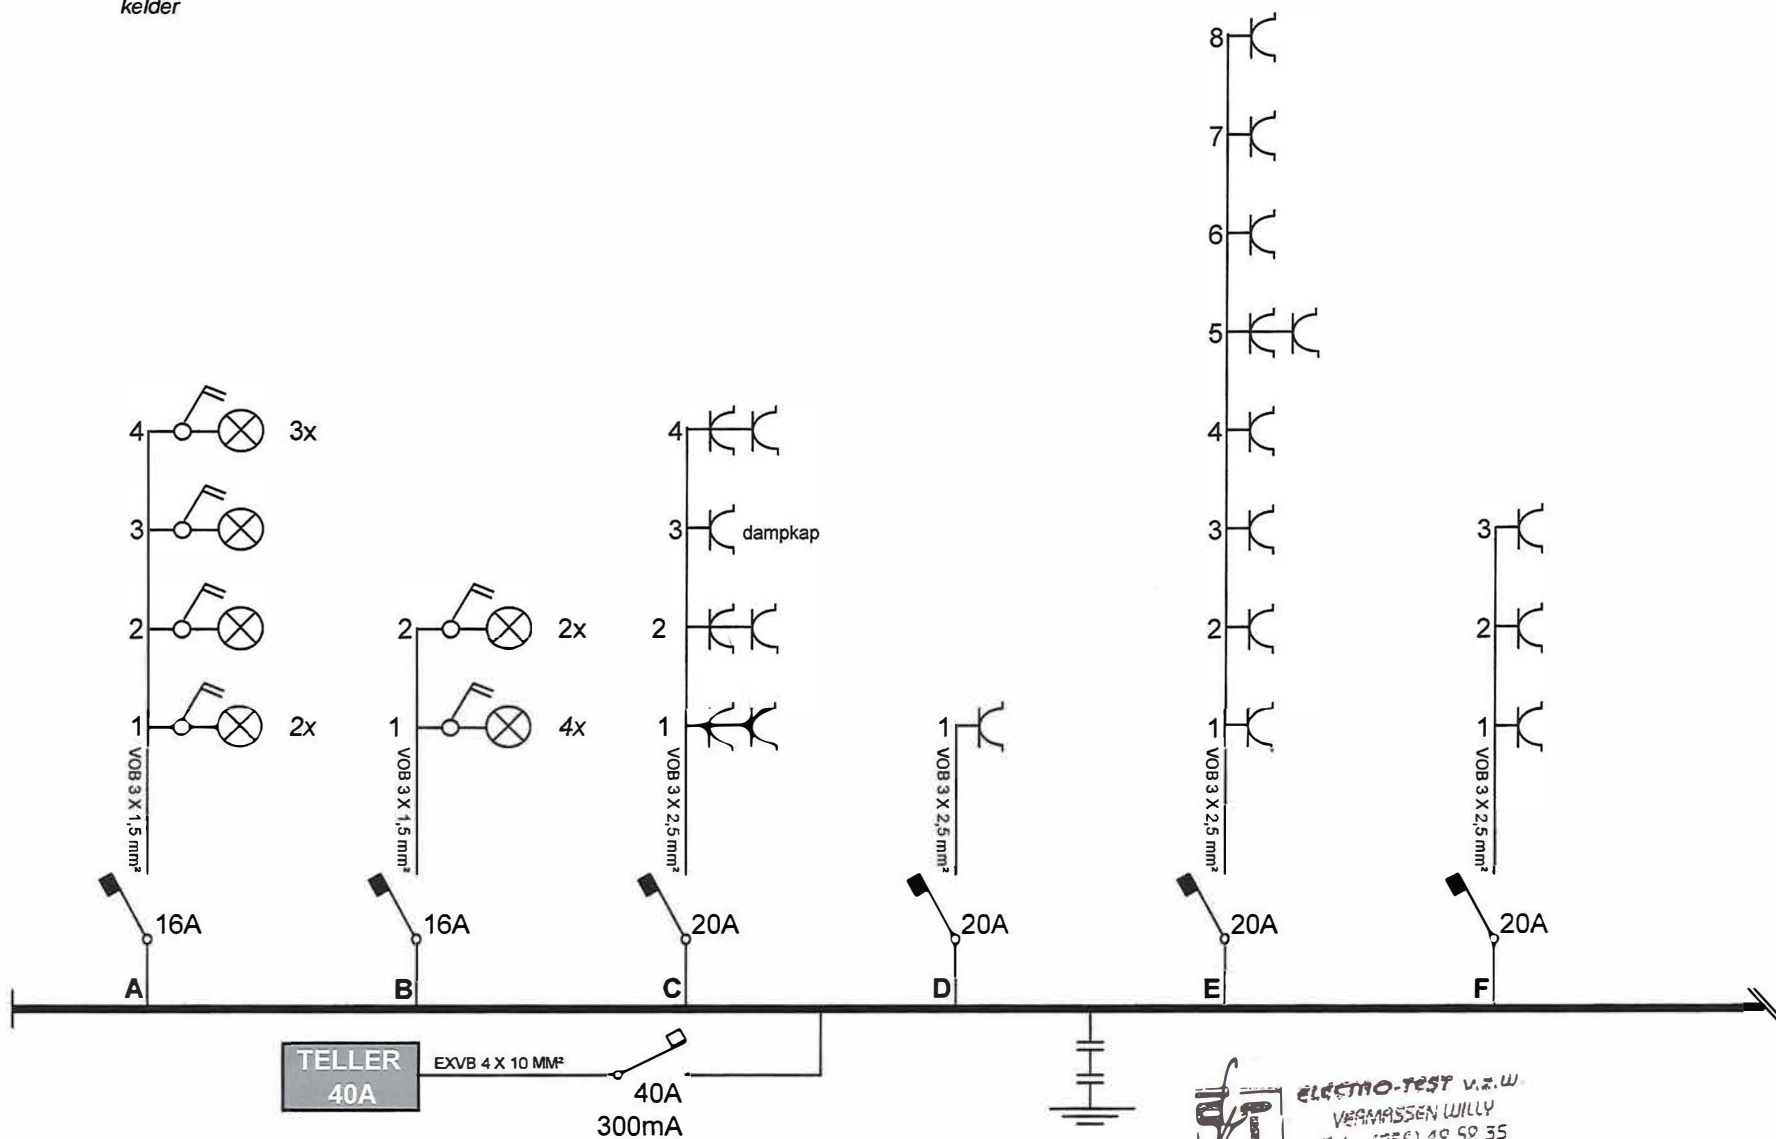 kelder
8
7
6
5
4 3x
4
4
3
3 dampkap
3
3
2
2 2x
2
2
2
1 2x
1 4x
1
1
1
1
VOB 3 X 1,5 mm²
VOB 3 X 1,5 mm²
VOB 3 X 2,5 mm²
VOB 3 X 2,5 mm²
VOB 3 X 2,5 mm²
VOB 3 X 2,5 mm²
16A 16A 20A 20A 20A 20A
A B C D E F
TELLER
40A
EXVB 4 X 10 MM²
40A
300mA
ELECTRO-TEST v.z.w
VERMASSEN WILLY